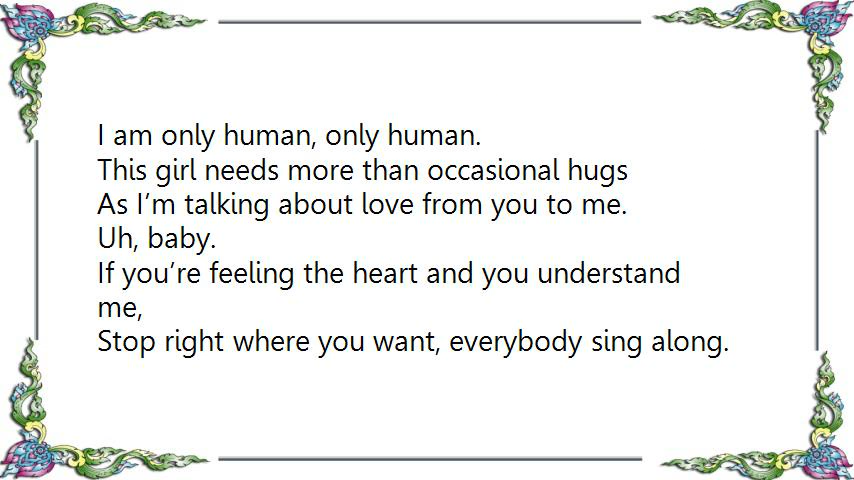 I am only human, only human.
This girl needs more than occasional hugs
As I’m talking about love from you to me.
Uh, baby.
If you’re feeling the heart and you understand
me,
Stop right where you want, everybody sing along.